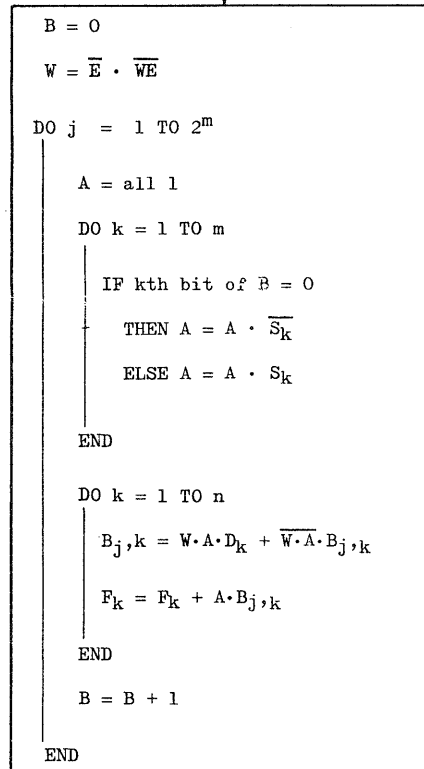 B = 0
W = E̅ · W̅E̅
DO j = 1 TO 2ᵐ
A = all 1
DO k = 1 TO m
IF kth bit of B = 0
THEN A = A · S̅ₖ
ELSE A = A · Sₖ
END
DO k = 1 TO n
Bⱼ,ₖ = W·A·Dₖ + W̅·̅A̅·Bⱼ,ₖ
Fₖ = Fₖ + A·Bⱼ,ₖ
END
B = B + 1
END